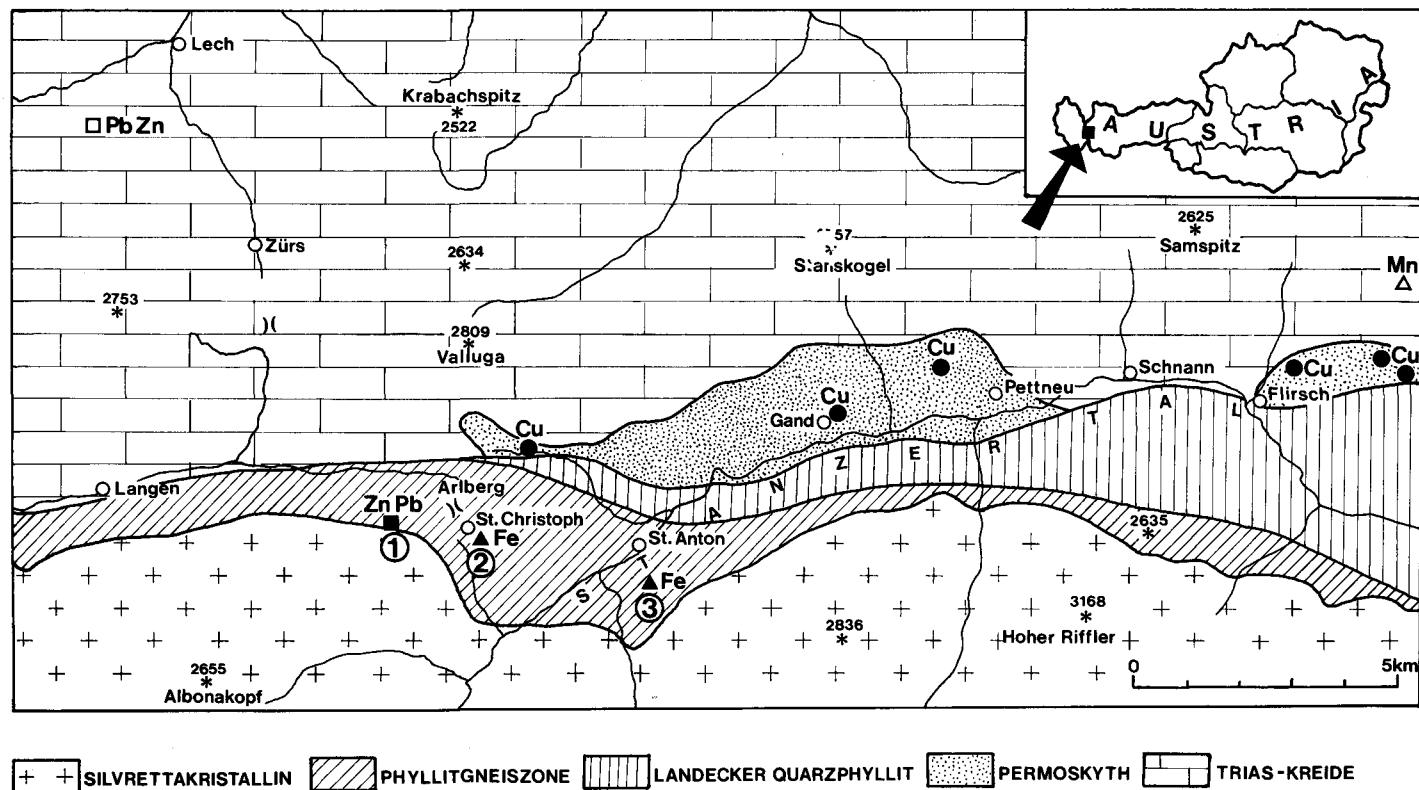 Lech
Krabachspitz
2522
Pb Zn
AUSTRIA
Zürs
2634
2625
Samspitz
Stanskogel
Mn
2753
2809
Valluga
Cu
Schnann
Cu
Cu
Pettneu
Flirsch
Cu
Gand
Cu
STANZERTAL
Langen
Arlberg
Zn Pb
1
St. Christoph
Fe
2
St. Anton
Fe
3
2635
3168
Hoher Riffler
2836
2655
Albonakopf
0 5km
SILVRETTAKRISTALLIN PHYLLITGNEISZONE LANDECKER QUARZPHYLLIT PERMOSKYTH TRIAS-KREIDE